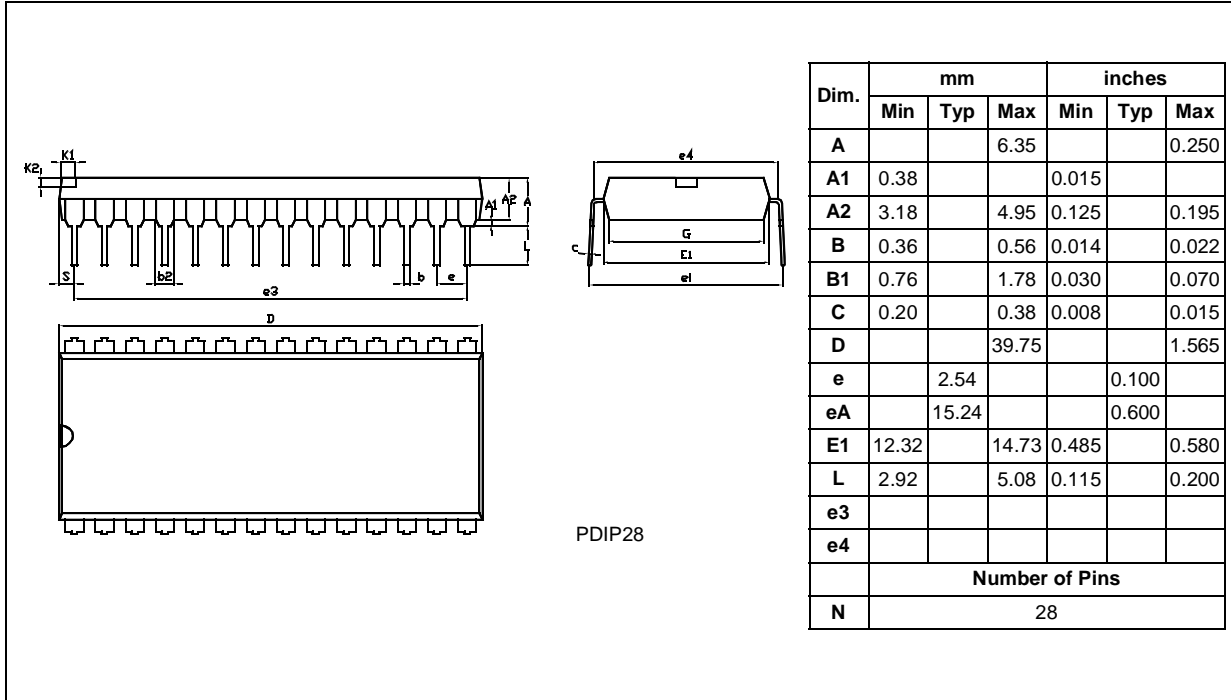 K1
K2
A1
A2
A
L
S
b2
b
e
e3
D
e4
G
c
E1
e1
PDIP28
Dim. mm inches
Min Typ Max Min Typ Max
A 6.35 0.250
A1 0.38 0.015
A2 3.18 4.95 0.125 0.195
B 0.36 0.56 0.014 0.022
B1 0.76 1.78 0.030 0.070
C 0.20 0.38 0.008 0.015
D 39.75 1.565
e 2.54 0.100
eA 15.24 0.600
E1 12.32 14.73 0.485 0.580
L 2.92 5.08 0.115 0.200
e3
e4
Number of Pins
N 28